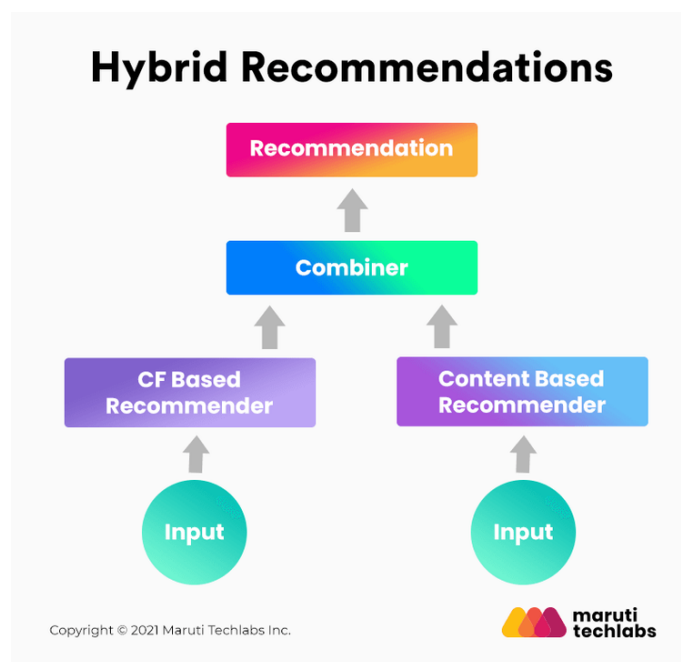 Hybrid Recommendations
Recommendation
Combiner
CF Based
Recommender
Content Based
Recommender
Input
Input
Copyright © 2021 Maruti Techlabs Inc.
maruti
techlabs